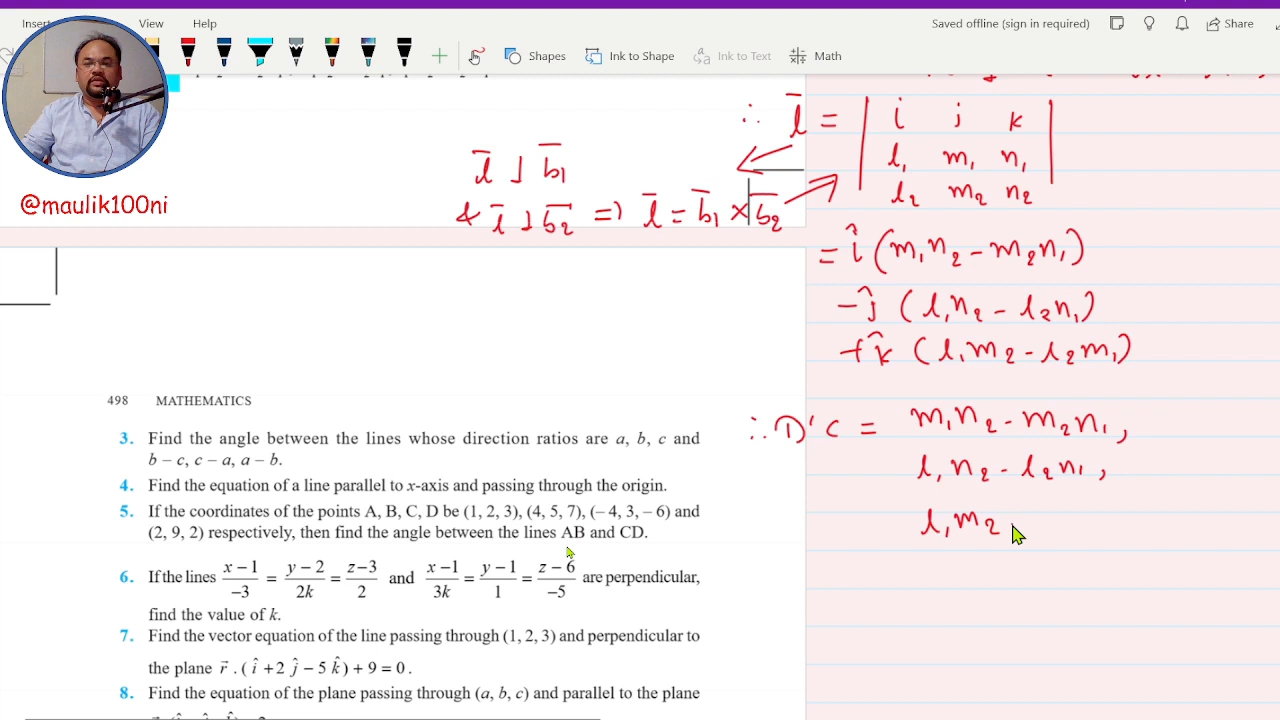 Insert View Help Saved offline (sign in required) Share
+ Shapes Ink to Shape Ink to Text Math
@maulik100ni
l̄ ⊥ b̄₁
& l̄ ⊥ b̄₂ ⇒ l̄ = b̄₁ × b̄₂
∴ l̄ = | i j k |
| l₁ m₁ n₁ |
| l₂ m₂ n₂ |
= î (m₁n₂ - m₂n₁)
- ĵ (l₁n₂ - l₂n₁)
+ k̂ (l₁m₂ - l₂m₁)
∴ D'C = m₁n₂ - m₂n₁,
l₁n₂ - l₂n₁,
l₁m₂
498 MATHEMATICS
3. Find the angle between the lines whose direction ratios are a, b, c and
b – c, c – a, a – b.
4. Find the equation of a line parallel to x-axis and passing through the origin.
5. If the coordinates of the points A, B, C, D be (1, 2, 3), (4, 5, 7), (– 4, 3, – 6) and
(2, 9, 2) respectively, then find the angle between the lines AB and CD.
6. If the lines (x – 1)/–3 = (y – 2)/2k = (z – 3)/2 and (x – 1)/3k = (y – 1)/1 = (z – 6)/–5 are perpendicular,
find the value of k.
7. Find the vector equation of the line passing through (1, 2, 3) and perpendicular to
the plane r⃗ . ( î + 2 ĵ – 5 k̂ ) + 9 = 0 .
8. Find the equation of the plane passing through (a, b, c) and parallel to the plane